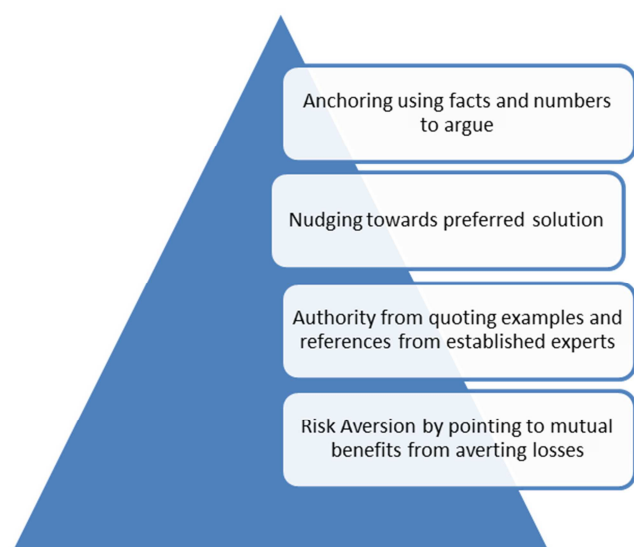 Anchoring using facts and numbers
to argue
Nudging towards preferred solution
Authority from quoting examples and
references from established experts
Risk Aversion by pointing to mutual
benefits from averting losses